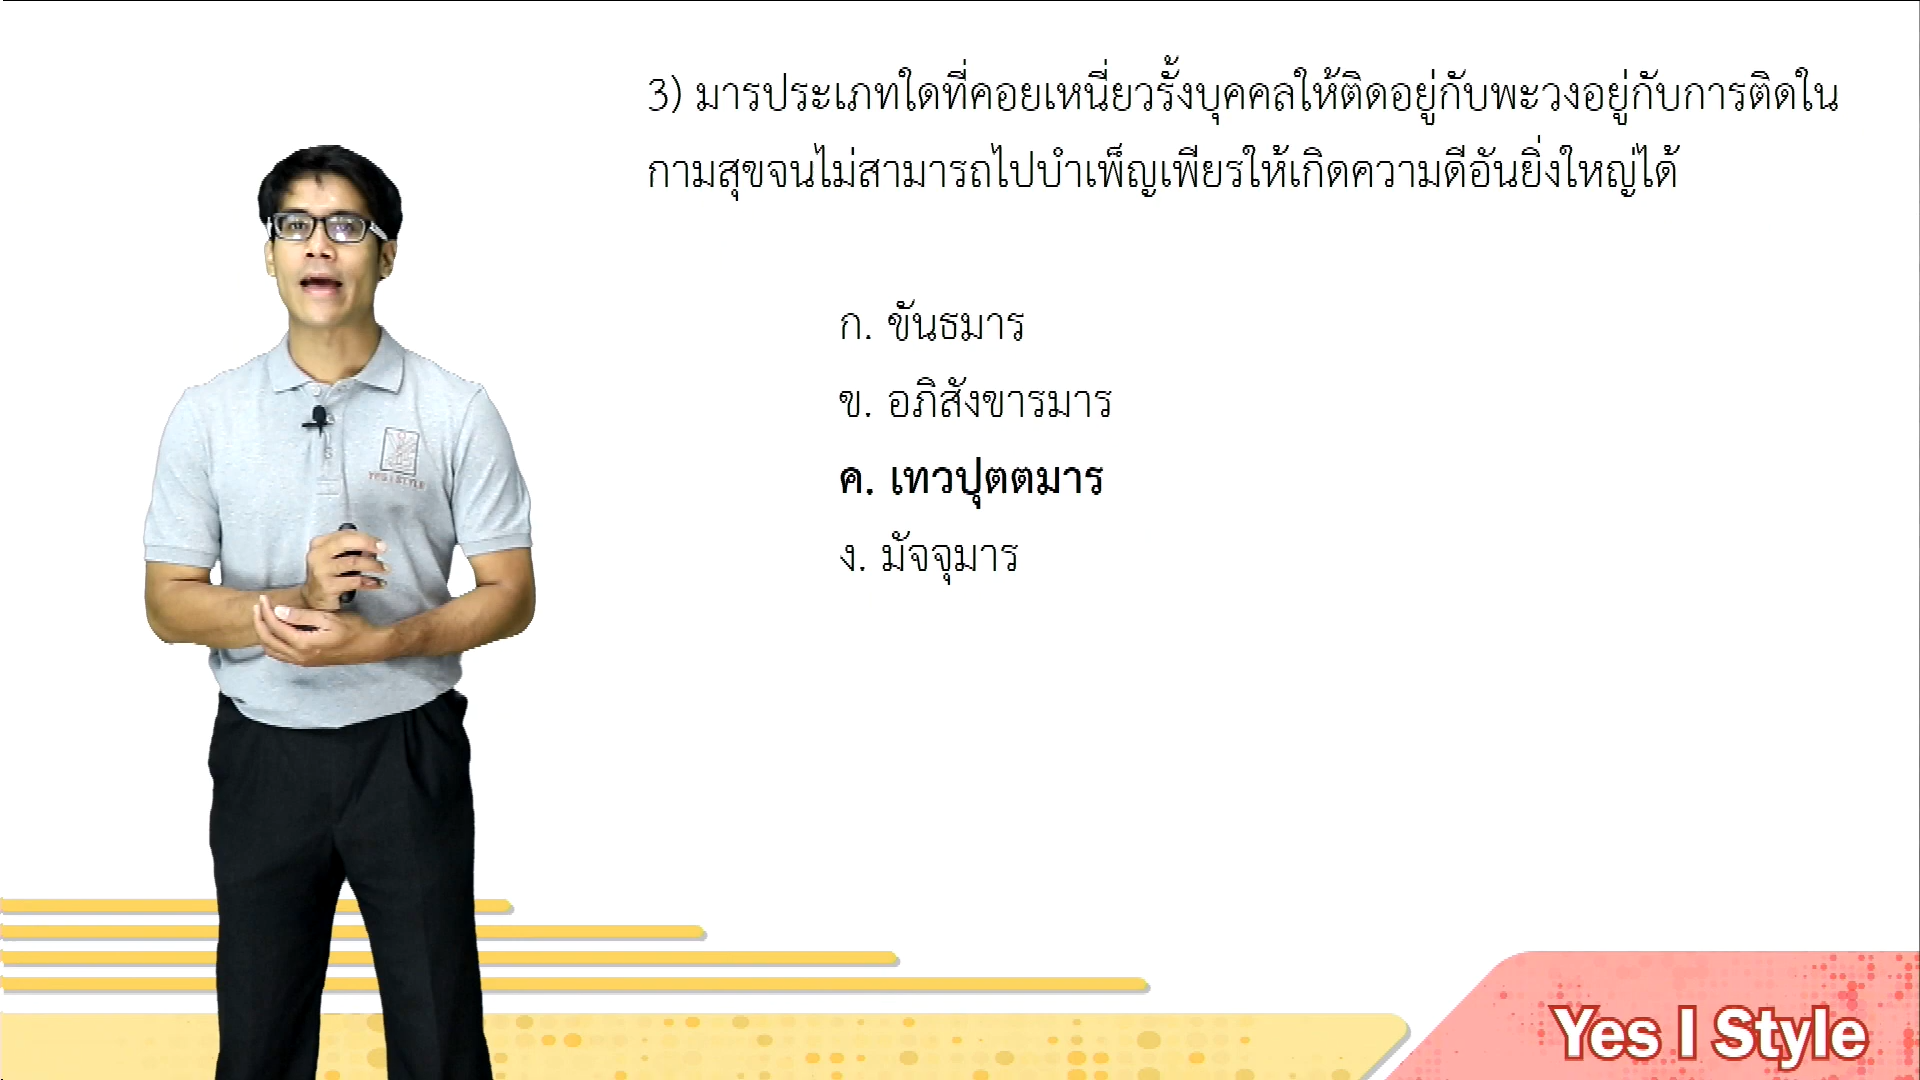 3) มารประเภทใดที่คอยเหนี่ยวรั้งบุคคลให้ติดอยู่กับพะวงอยู่กับการติดใน
กามสุขจนไม่สามารถไปบำเพ็ญเพียรให้เกิดความดีอันยิ่งใหญ่ได้
ก. ขันธมาร
ข. อภิสังขารมาร
ค. เทวปุตตมาร
ง. มัจจุมาร
YES I STYLE
Yes I Style